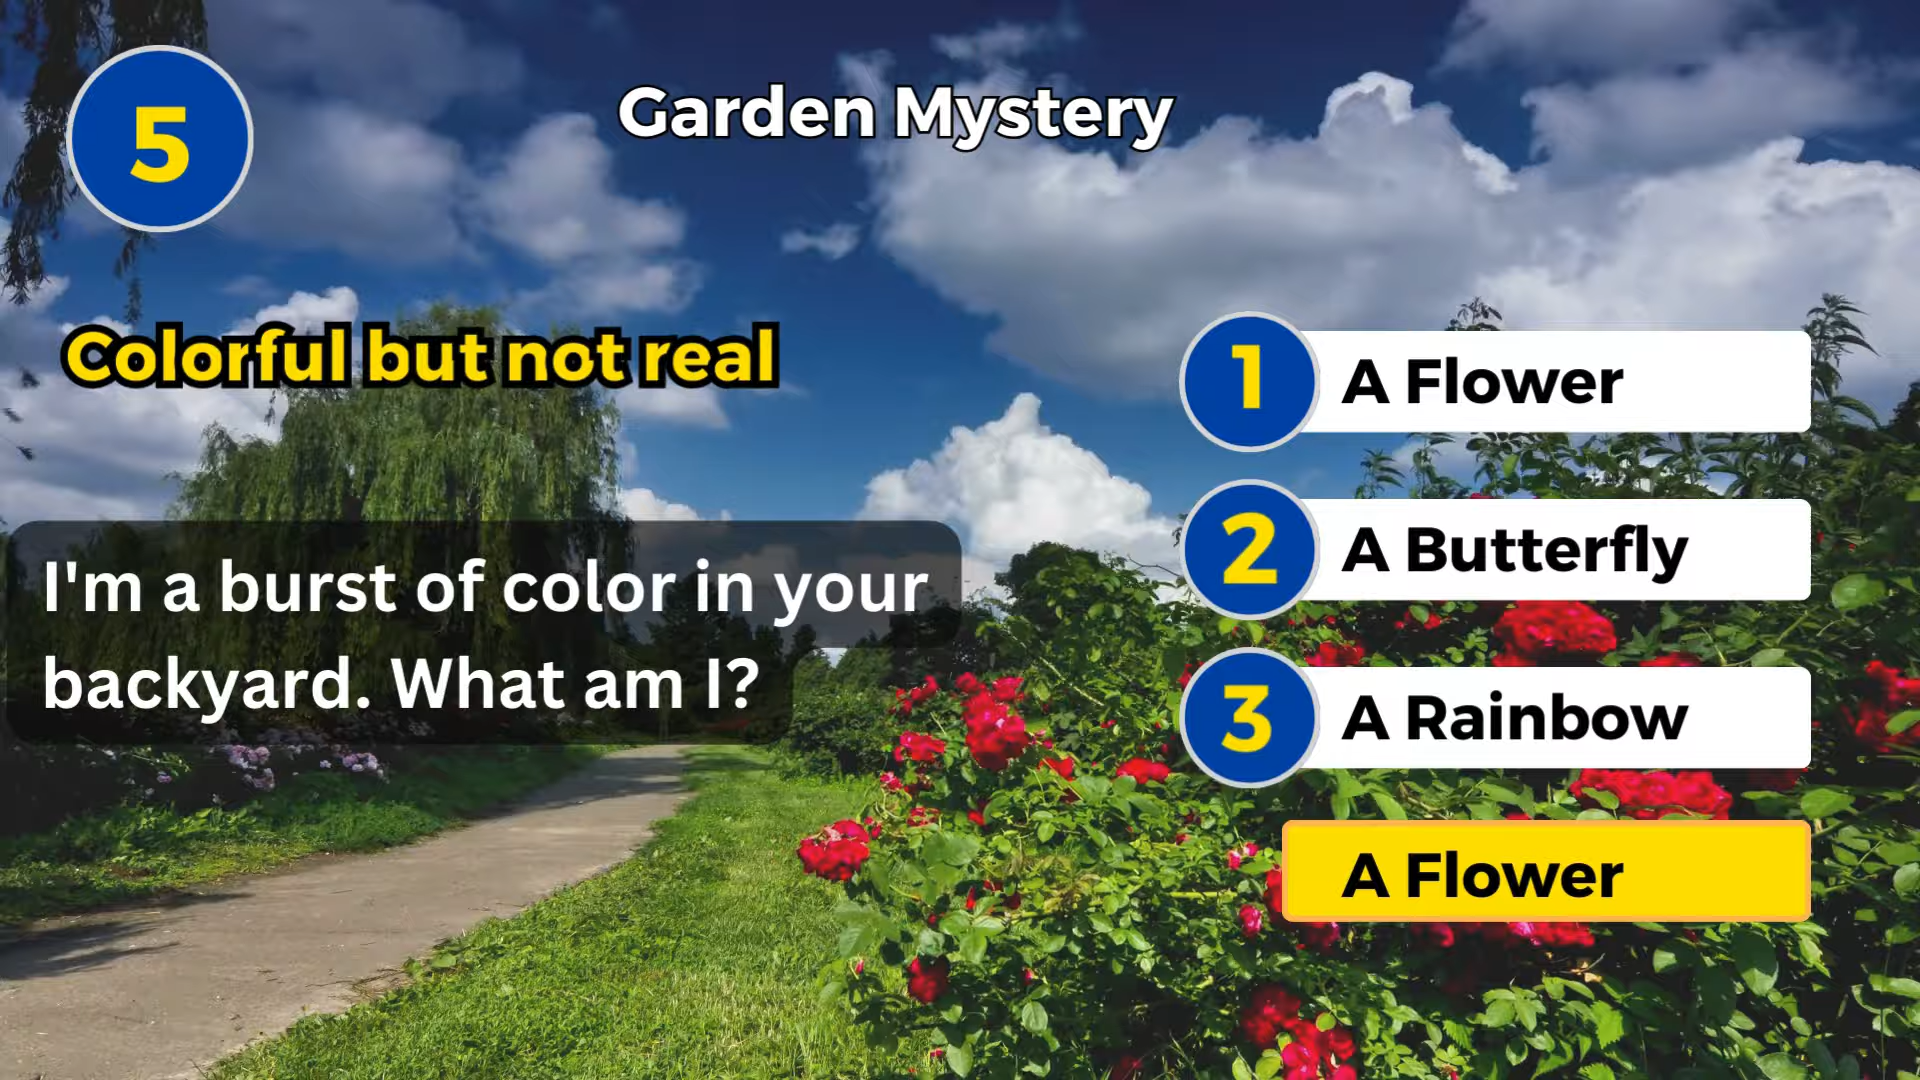 5
Garden Mystery
Colorful but not real
I'm a burst of color in your
backyard. What am I?
1 A Flower
2 A Butterfly
3 A Rainbow
A Flower